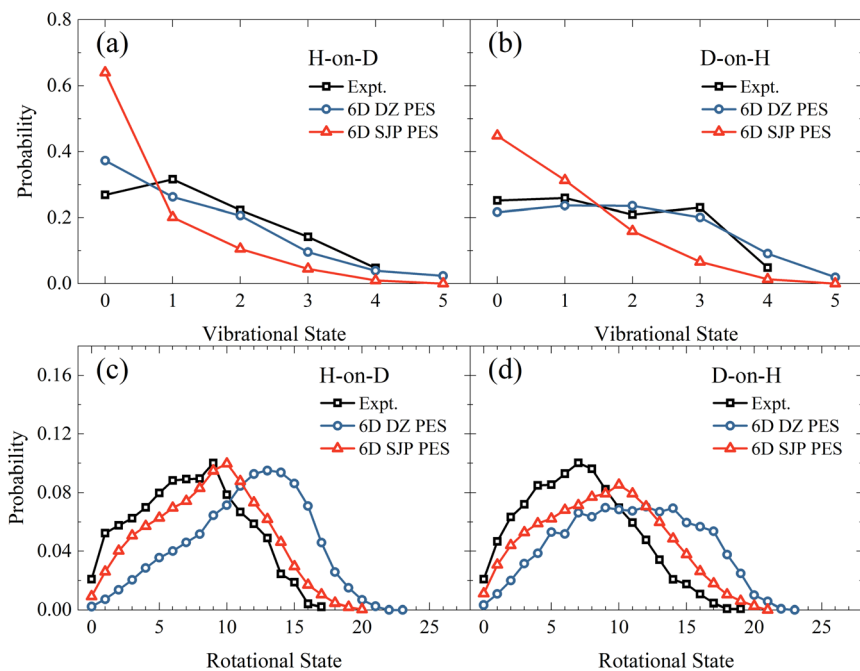 (a)
H-on-D
Expt.
6D DZ PES
6D SJP PES
(b)
D-on-H
Expt.
6D DZ PES
6D SJP PES
Probability
0.8
0.6
0.4
0.2
0.0
0 1 2 3 4 5
0 1 2 3 4 5
Vibrational State
Vibrational State
(c)
H-on-D
Expt.
6D DZ PES
6D SJP PES
(d)
D-on-H
Expt.
6D DZ PES
6D SJP PES
Probability
0.16
0.12
0.08
0.04
0.00
0 5 10 15 20 25
0 5 10 15 20 25
Rotational State
Rotational State